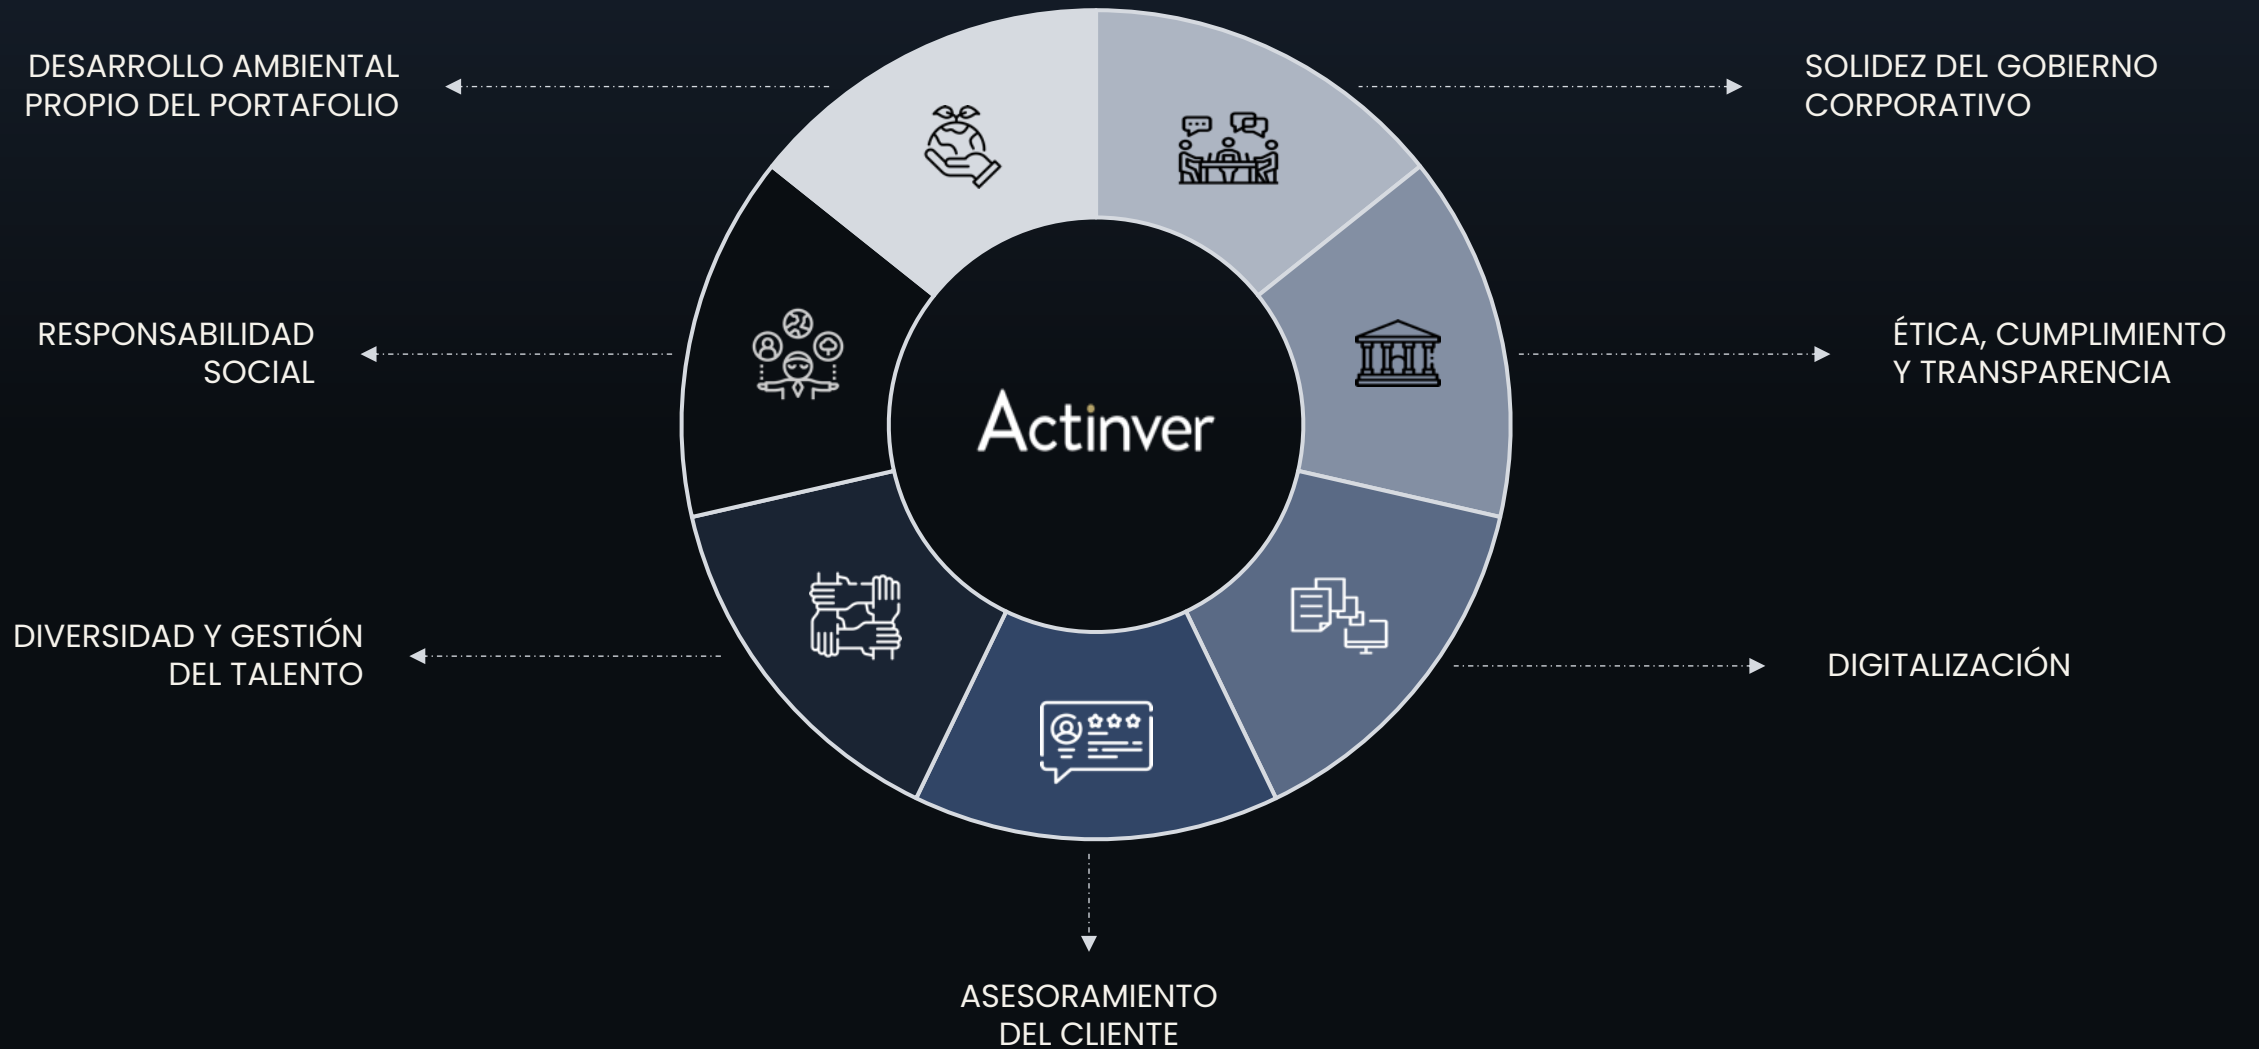 DESARROLLO AMBIENTAL
PROPIO DEL PORTAFOLIO
SOLIDEZ DEL GOBIERNO
CORPORATIVO
RESPONSABILIDAD
SOCIAL
ÉTICA, CUMPLIMIENTO
Y TRANSPARENCIA
Actinver
DIVERSIDAD Y GESTIÓN
DEL TALENTO
DIGITALIZACIÓN
ASESORAMIENTO
DEL CLIENTE